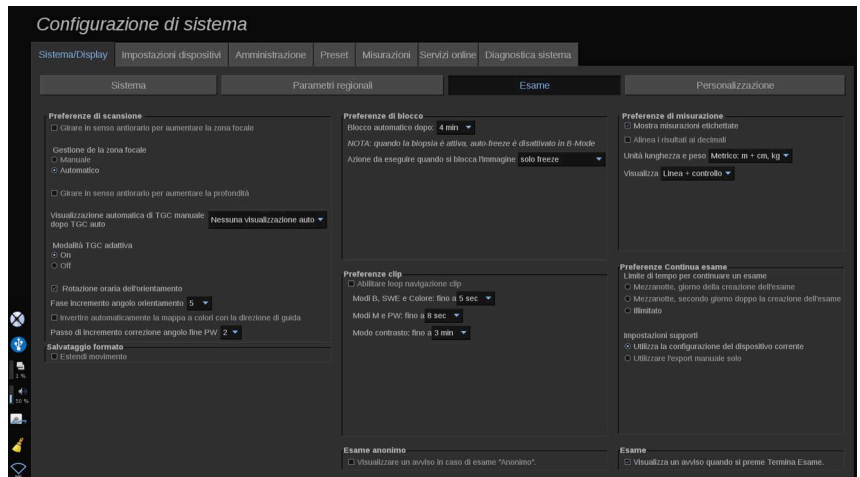 Configurazione di sistema
Sistema/Display
Impostazioni dispositivi
Amministrazione
Preset
Misurazioni
Servizi online
Diagnostica sistema
Sistema
Parametri regionali
Esame
Personalizzazione
Preferenze di scansione
Girare in senso antiorario per aumentare la zona focale
Gestione de la zona focale
Manuale
Automatico
Girare in senso antiorario per aumentare la profondità
Visualizzazione automatica di TGC manuale
dopo TGC auto
Nessuna visualizzazione auto
Modalità TGC adattiva
On
Off
Rotazione oraria dell'orientamento
Fase incremento angolo orientamento 5
Invertire automaticamente la mappa a colori con la direzione di guida
Passo di incremento correzione angolo fine PW 2
Salvataggio formato
Estendi movimento
Preferenze di blocco
Blocco automatico dopo: 4 min
NOTA: quando la biopsia è attiva, auto-freeze è disattivato in B-Mode
Azione da eseguire quando si blocca l'immagine solo freeze
Preferenze clip
Abilitare loop navigazione clip
Modi B, SWE e Colore: fino a 5 sec
Modi M e PW: fino a 8 sec
Modo contrasto: fino a 3 min
Esame anonimo
Visualizzare un avviso in caso di esame "Anonimo".
Preferenze di misurazione
Mostra misurazioni etichettate
Alinea i risultati ai decimali
Unità lunghezza e peso Metrico: m + cm, kg
Visualizza Linea + controllo
Preferenze Continua esame
Limite di tempo per continuare un esame
Mezzanotte, giorno della creazione dell'esame
Mezzanotte, secondo giorno doppo la creazione dell'esame
Illimitato
Impostazioni supporti
Utilizza la configurazione del dispositivo corrente
Utilizzare l'export manuale solo
Esame
Visualizza un avviso quando si preme Termina Esame.
1 %
50 %